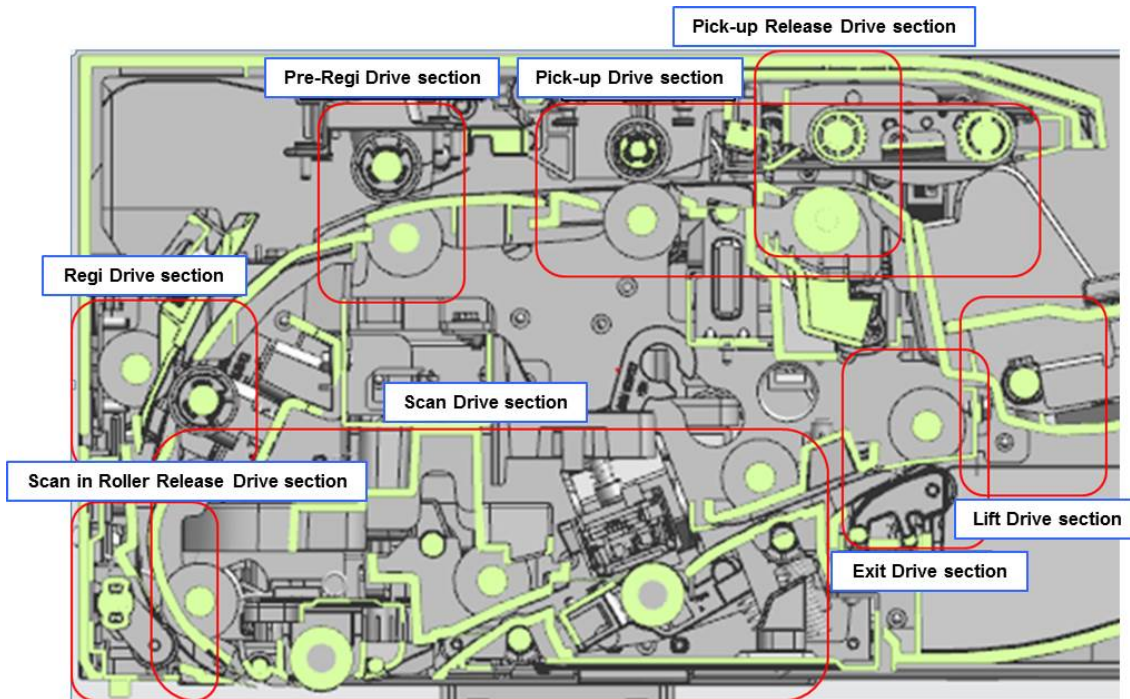 Pick-up Release Drive section
Pre-Regi Drive section
Pick-up Drive section
Regi Drive section
Scan Drive section
Scan in Roller Release Drive section
Lift Drive section
Exit Drive section